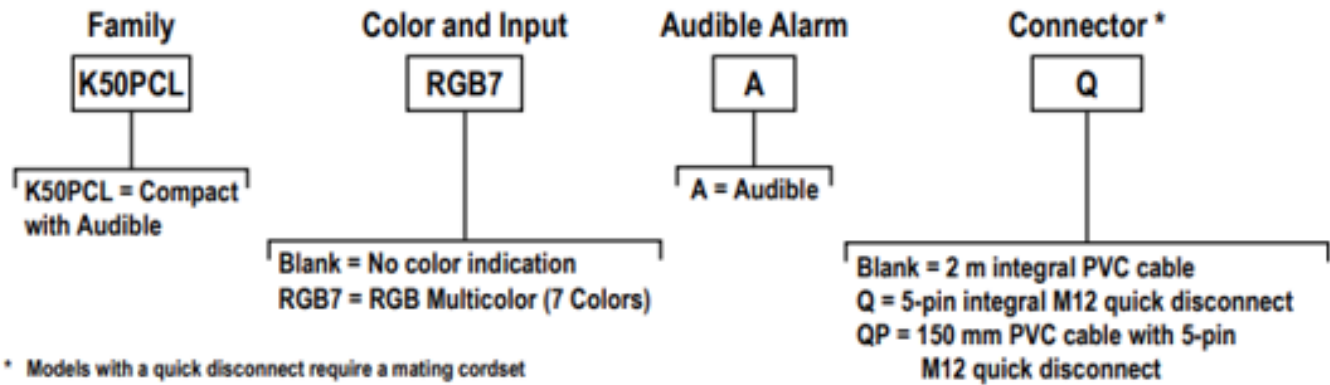 Family Color and Input Audible Alarm Connector *
K50PCL RGB7 A Q
K50PCL = Compact
with Audible
A = Audible
Blank = No color indication
RGB7 = RGB Multicolor (7 Colors)
Blank = 2 m integral PVC cable
Q = 5-pin integral M12 quick disconnect
QP = 150 mm PVC cable with 5-pin
M12 quick disconnect
* Models with a quick disconnect require a mating cordset